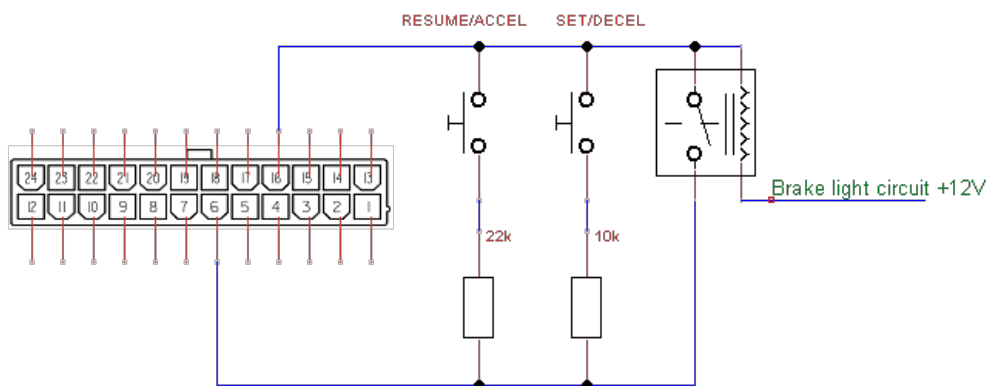 RESUME/ACCEL SET/DECEL
24 23 22 21 20 19 18 17 16 15 14 13
12 11 10 9 8 7 6 5 4 3 2 1
Brake light circuit +12V
22k 10k